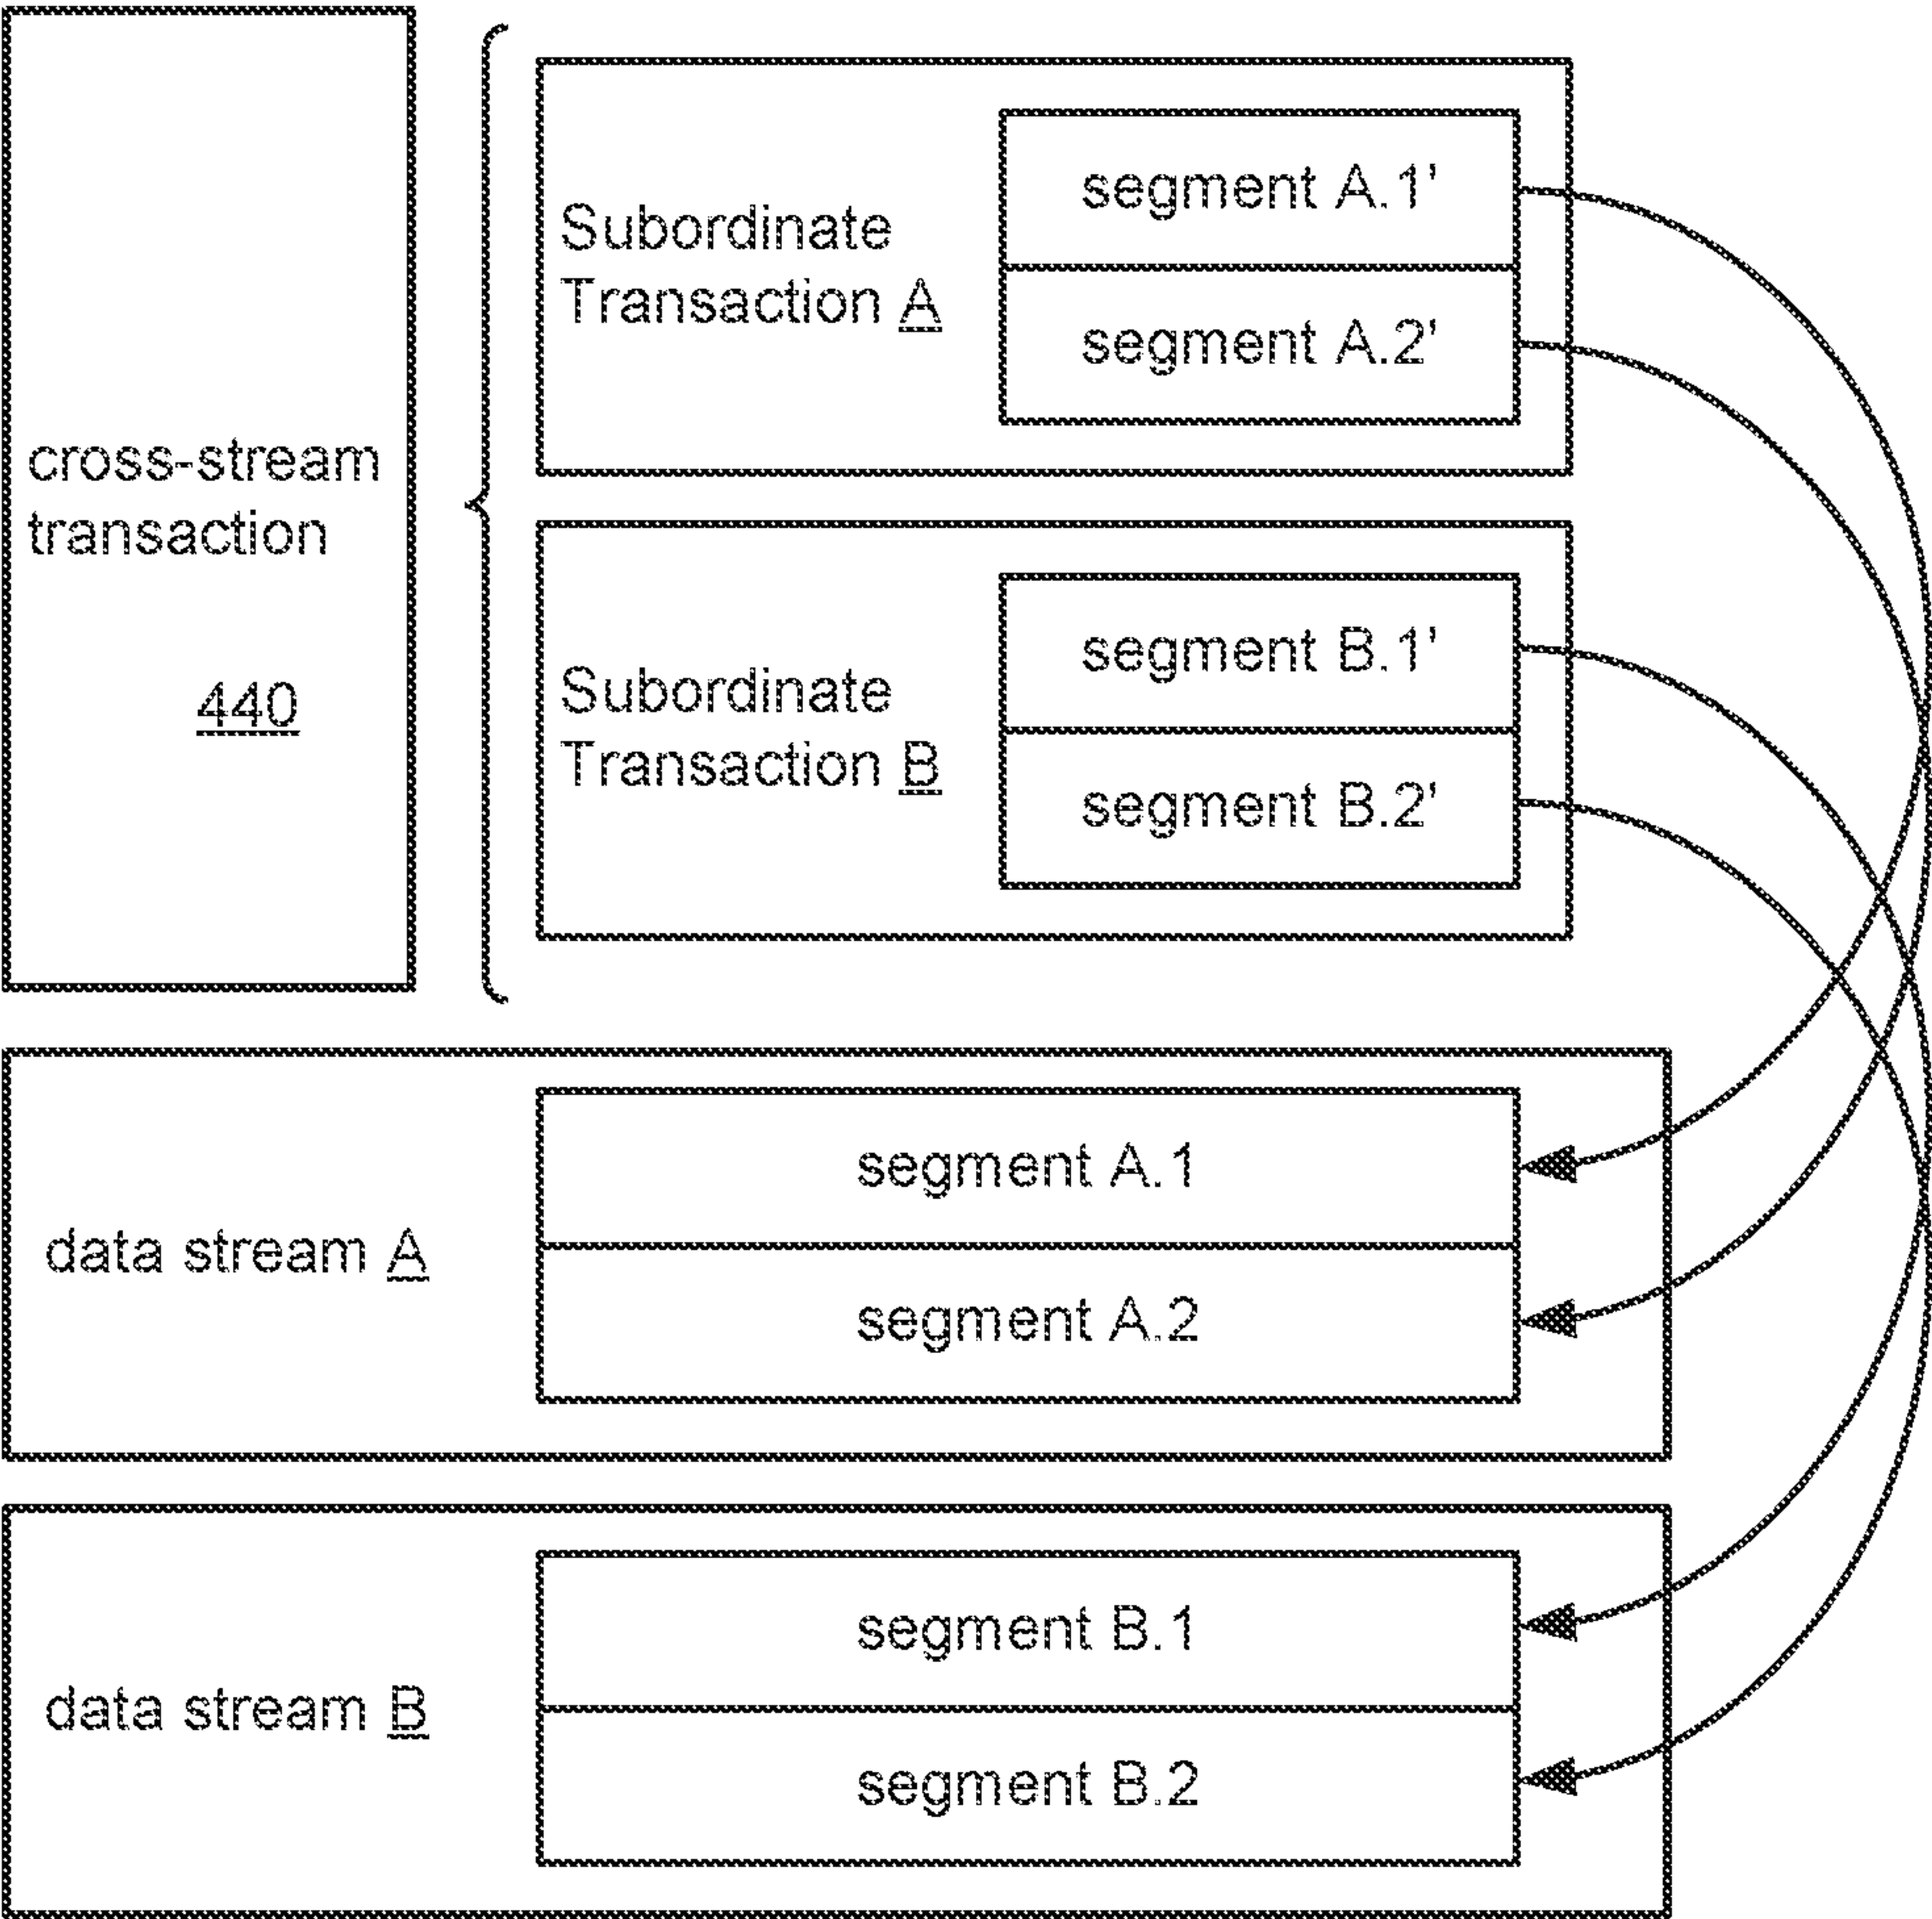 cross-stream
transaction
440
Subordinate
Transaction A
segment A.1'
segment A.2'
Subordinate
Transaction B
segment B.1'
segment B.2'
data stream A
segment A.1
segment A.2
data stream B
segment B.1
segment B.2